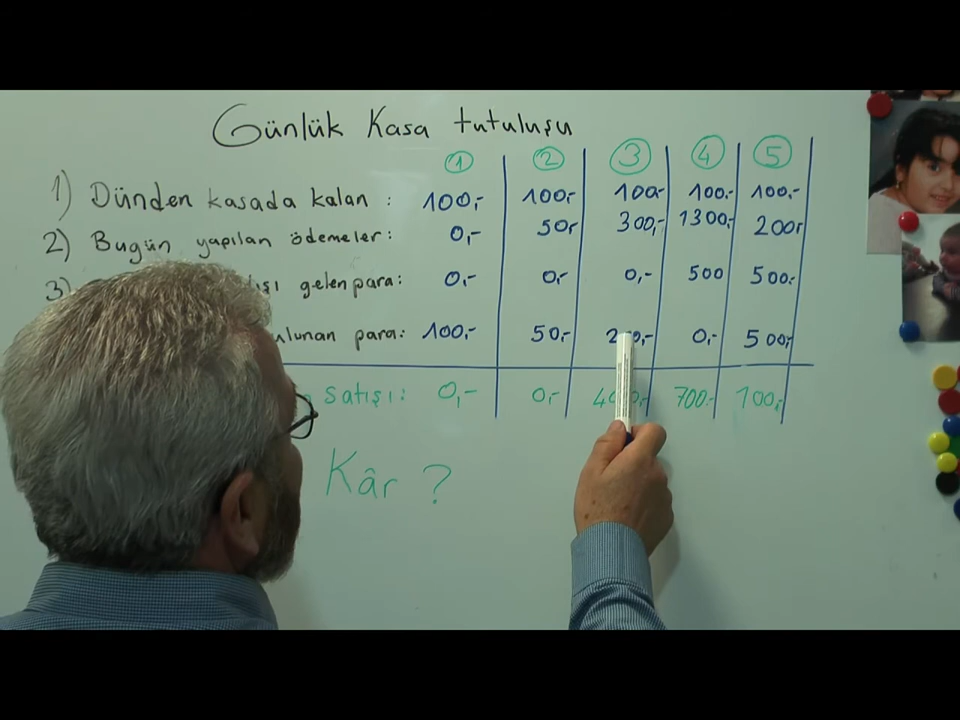 Günlük Kasa tutuluşu
1 2 3 4 5
1) Dünden kasada kalan : 100,- 100,- 100,- 100,- 100,-
2) Bugün yapılan ödemeler: 0,- 50,- 300,- 1300,- 200,-
3) gelen para: 0,- 0,- 0,- 500 500,-
para: 100,- 50,- 0,- 500,-
satışı: 0,- 0,- 700,- 100,-
Kâr ?